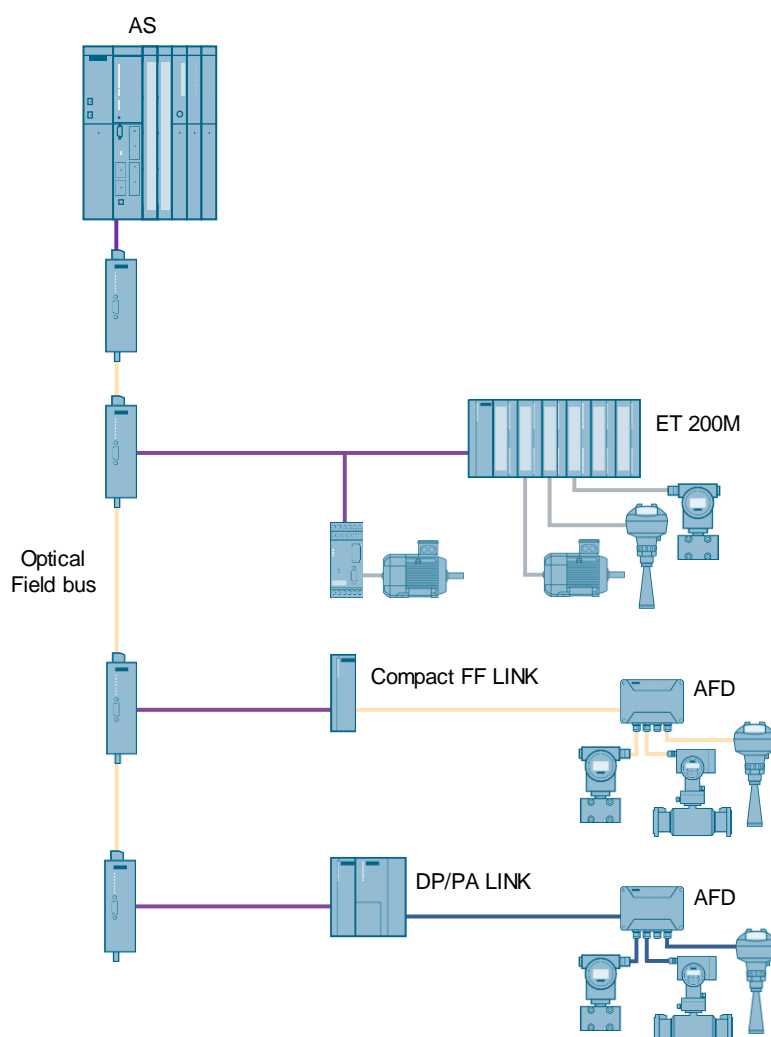 AS
ET 200M
Optical
Field bus
Compact FF LINK
AFD
DP/PA LINK
AFD